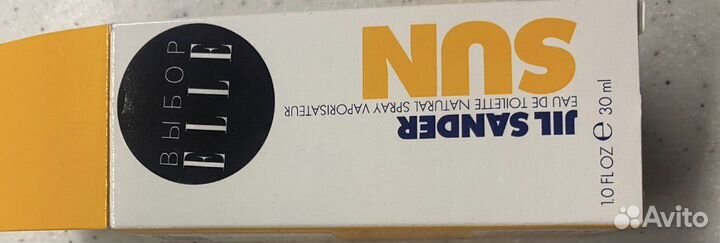 ВЫБОР
ELLE
JIL SANDER
EAU DE TOILETTE NATURAL SPRAY VAPORISATEUR
SUN
1.0 FL OZ ℮ 30 ml
Avito